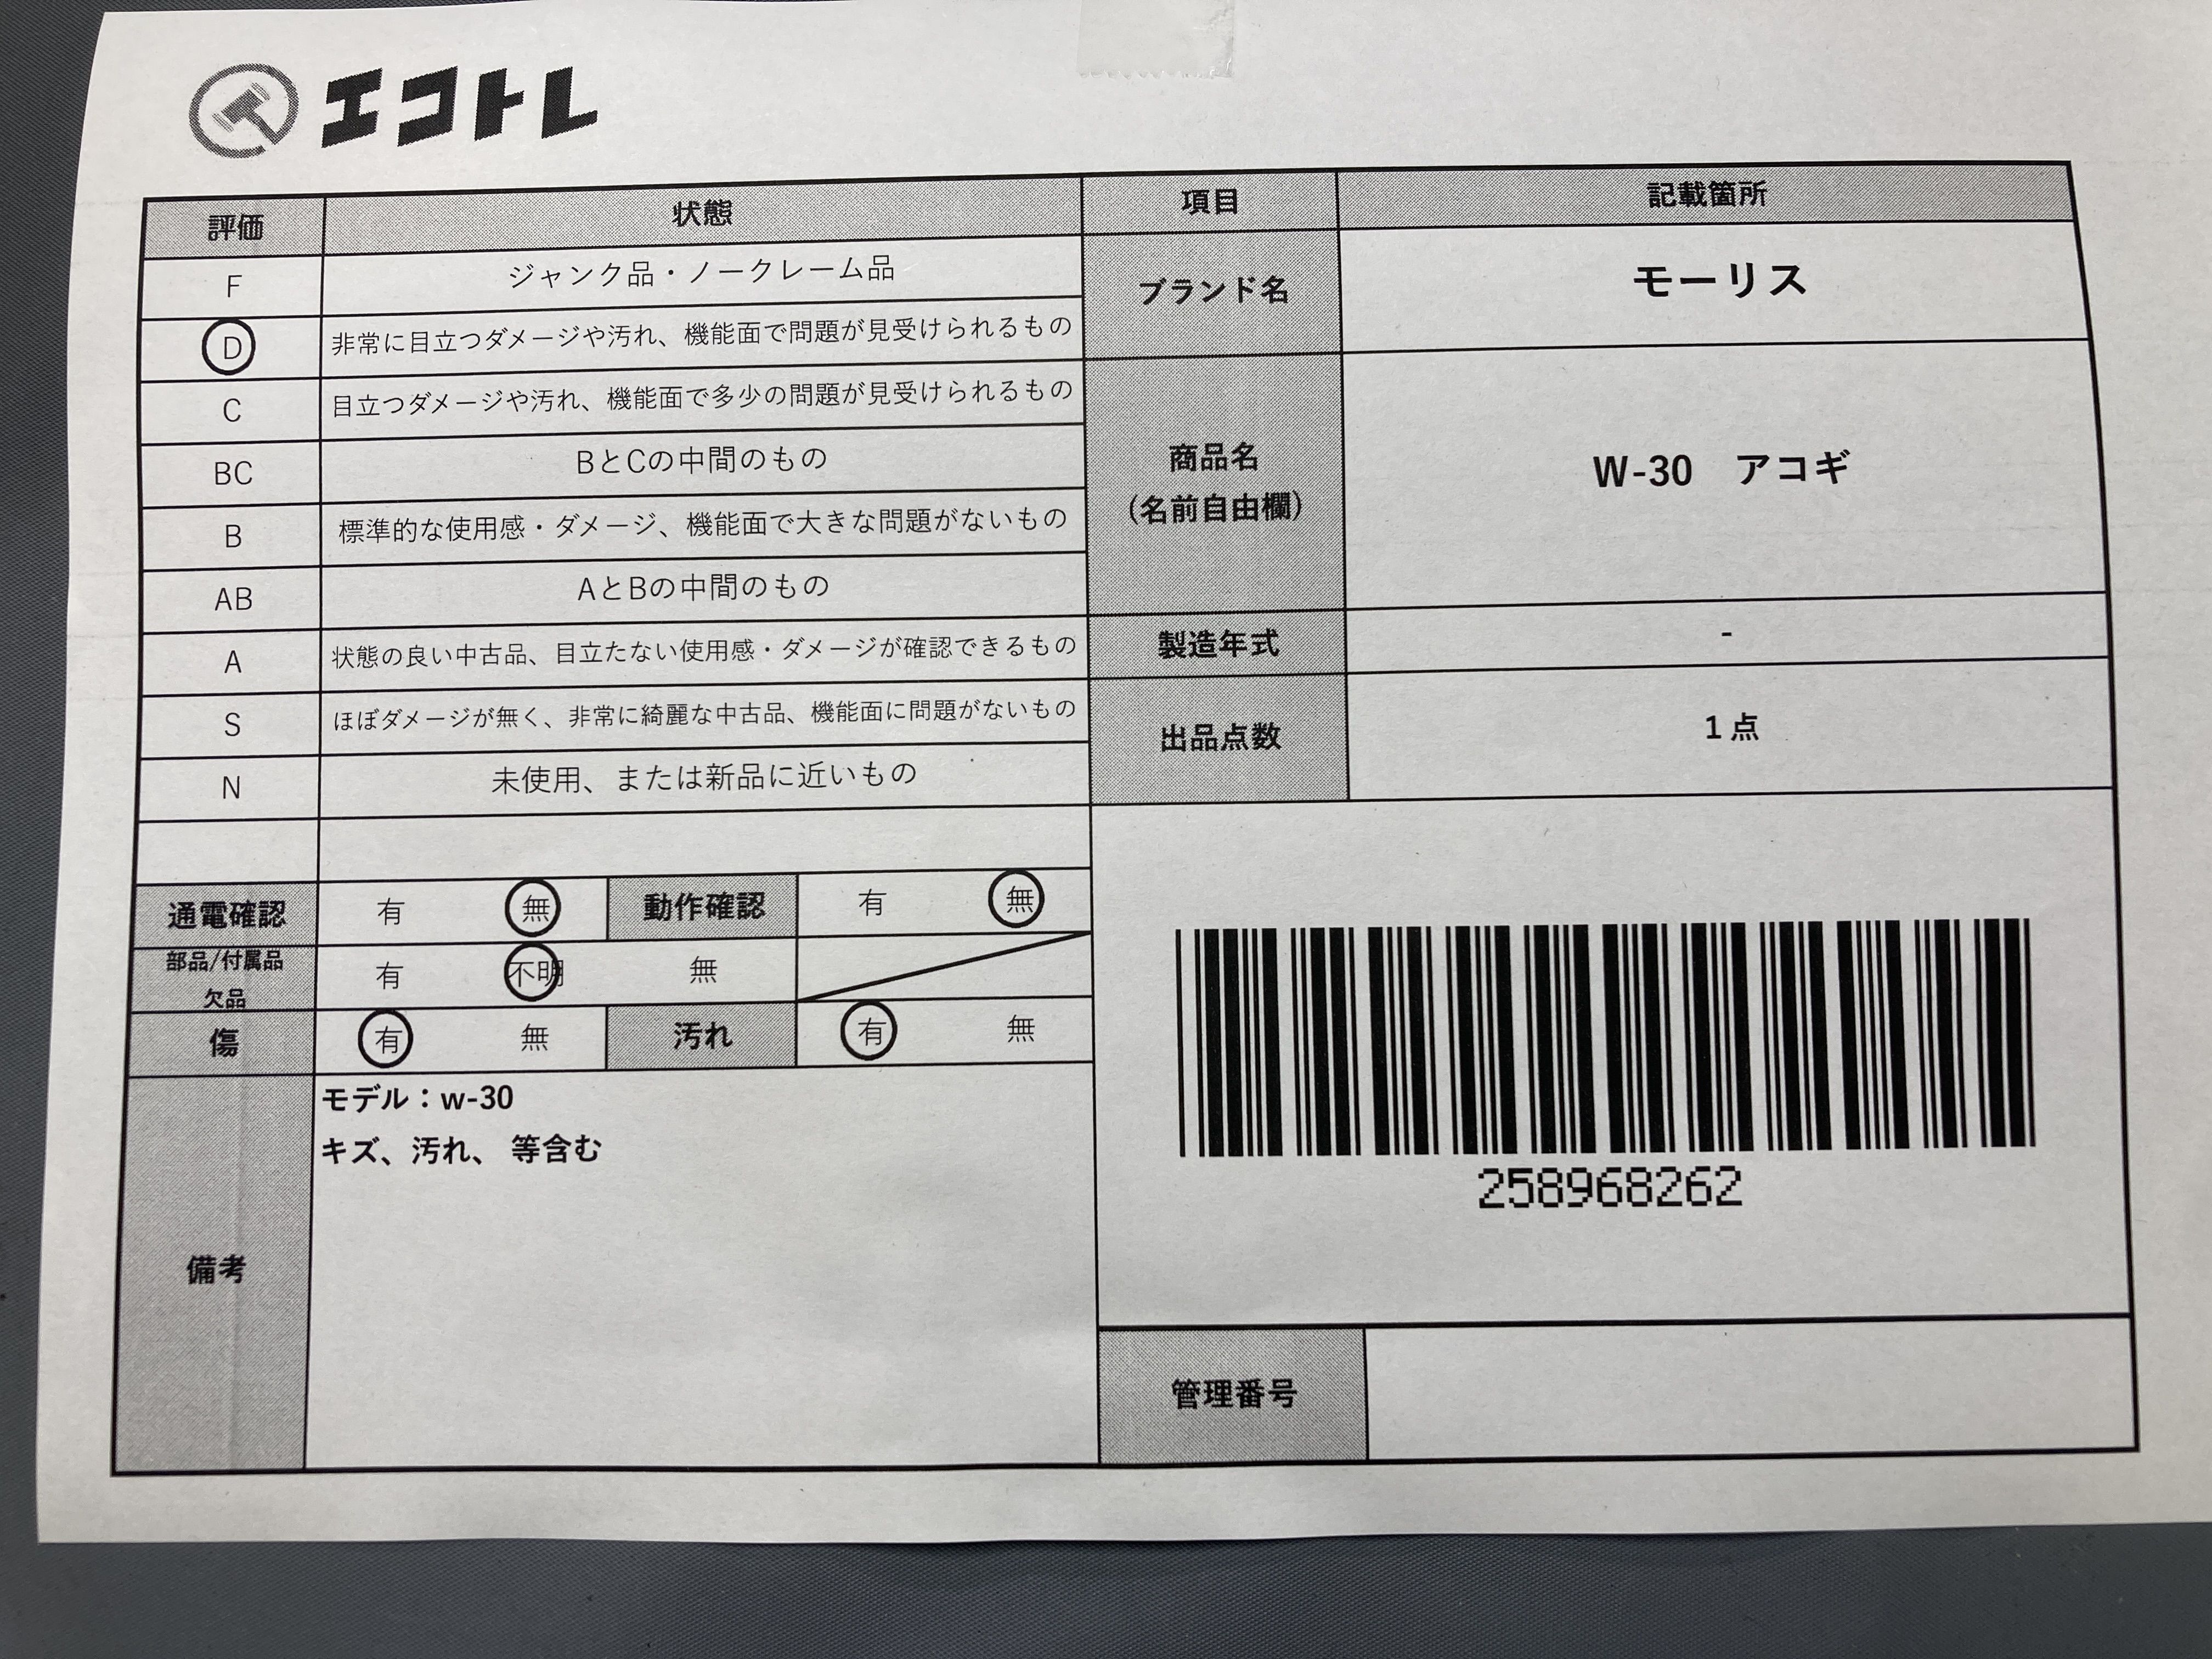 エコトレ
評価 状態 項目 記載箇所
F ジャンク品・ノークレーム品
D 非常に目立つダメージや汚れ、機能面で問題が見受けられるもの
C 目立つダメージや汚れ、機能面で多少の問題が見受けられるもの
BC BとCの中間のもの
B 標準的な使用感・ダメージ、機能面で大きな問題がないもの
AB AとBの中間のもの
A 状態の良い中古品、目立たない使用感・ダメージが確認できるもの
S ほぼダメージが無く、非常に綺麗な中古品、機能面に問題がないもの
N 未使用、または新品に近いもの
通電確認 有 無 動作確認 有 無
部品/付属品
欠品 有 不明 無
傷 有 無 汚れ 有 無
備考
モデル：w-30
キズ、汚れ、 等含む
ブランド名 モーリス
商品名
（名前自由欄）
W-30 アコギ
製造年式 -
出品点数 1点
258968262
管理番号